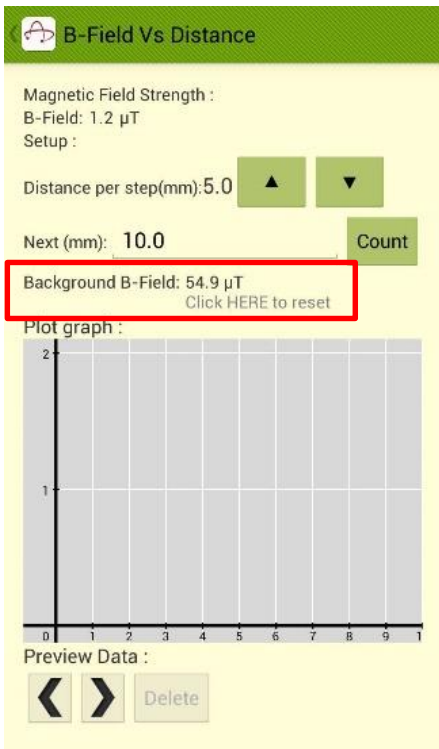 B-Field Vs Distance
Magnetic Field Strength :
B-Field: 1.2 μT
Setup :
Distance per step(mm):5.0 ▲ ▼
Next (mm): 10.0 Count
Background B-Field: 54.9 μT
Click HERE to reset
Plot graph :
2
1
0 1 2 3 4 5 6 7 8 9 1
Preview Data :
❮ ❯ Delete